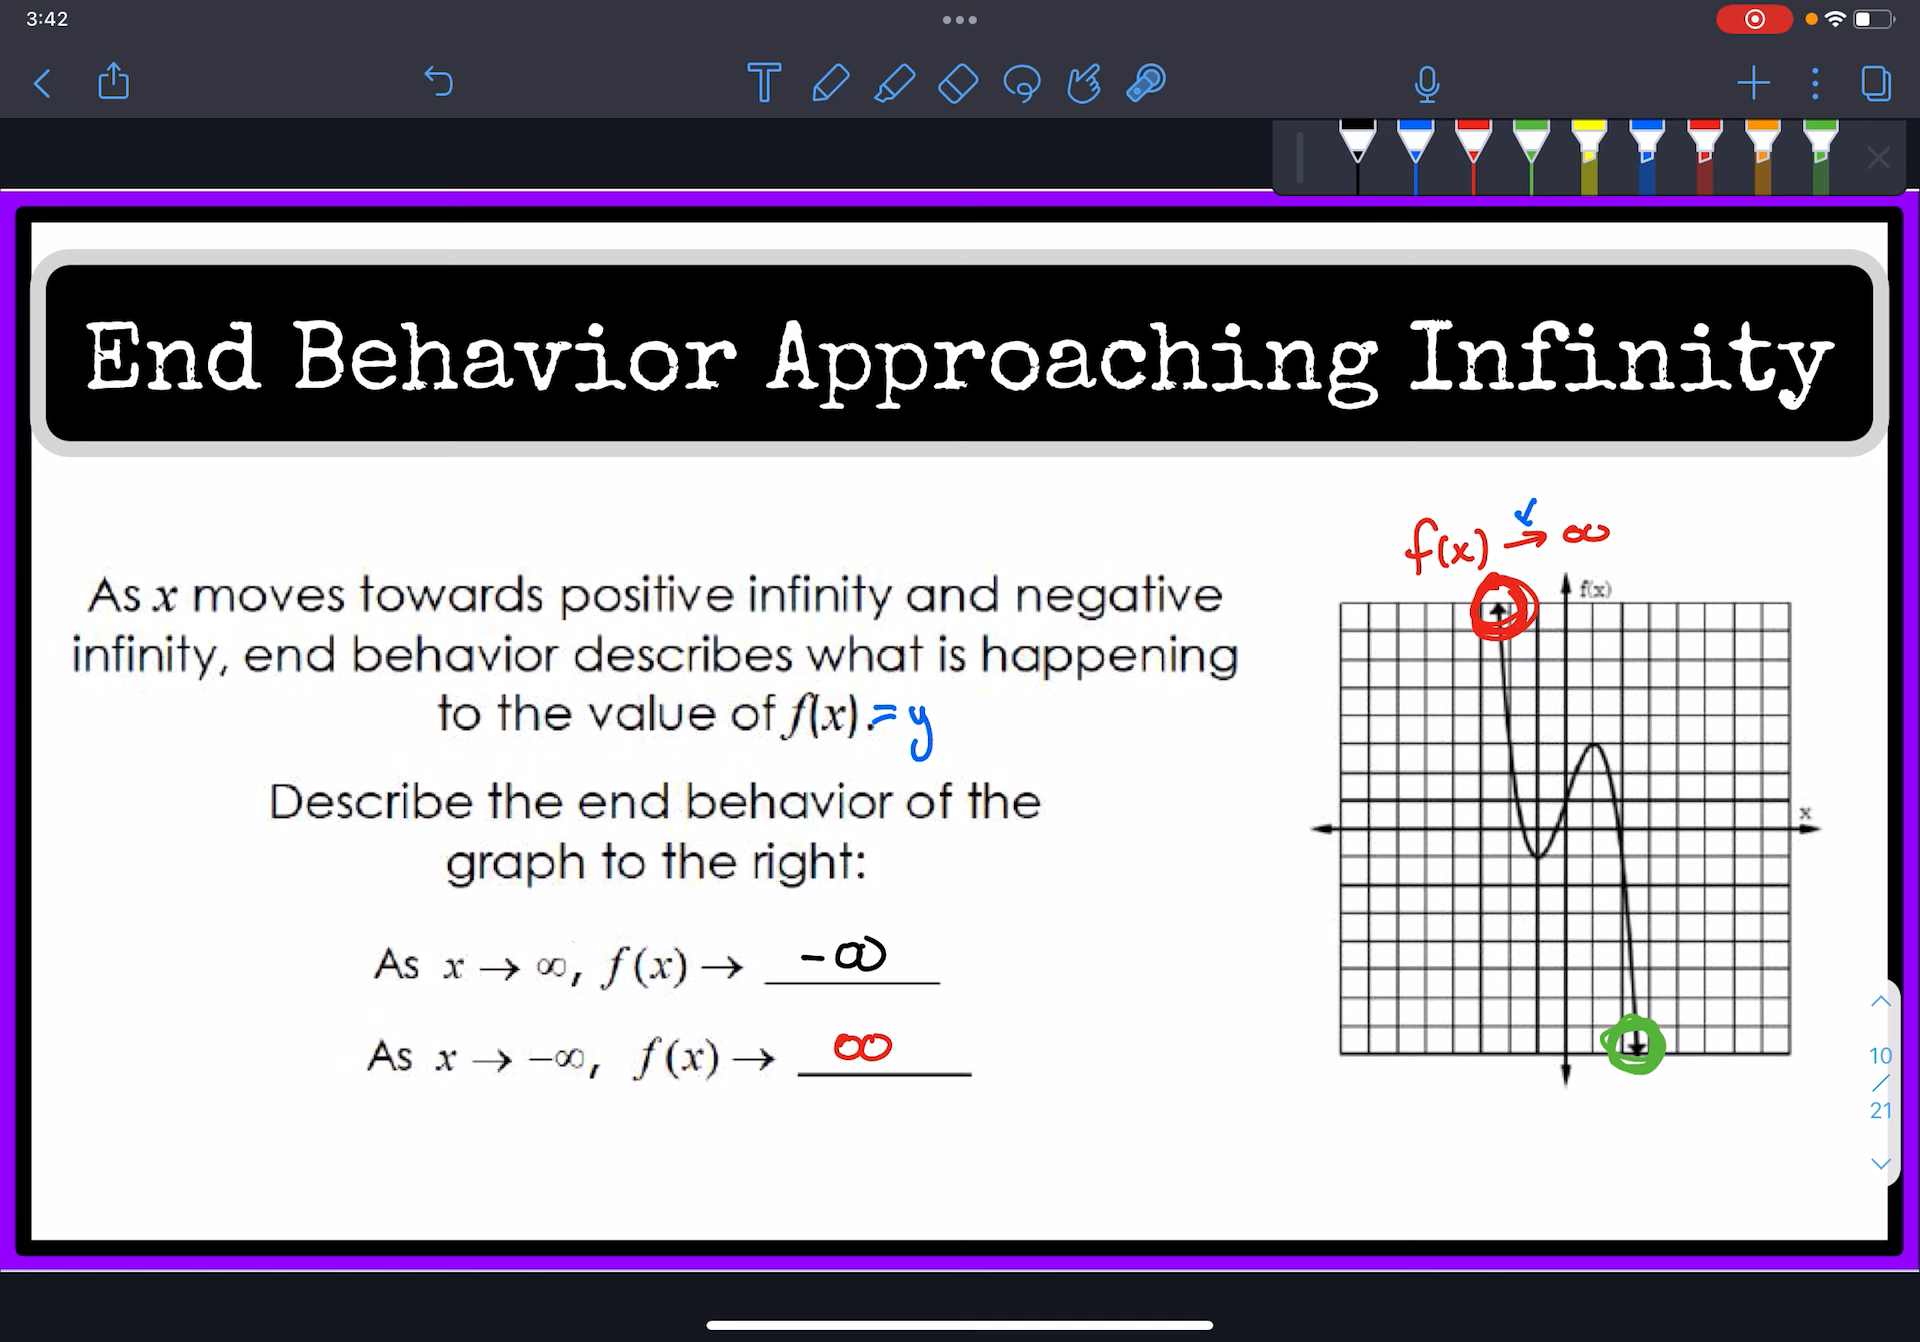 3:42
End Behavior Approaching Infinity
f(x) → ∞
As x moves towards positive infinity and negative
infinity, end behavior describes what is happening
to the value of f(x). = y
Describe the end behavior of the
graph to the right:
As x → ∞, f(x) → -∞
As x → -∞, f(x) → ∞
f(x)
x
10
/
21